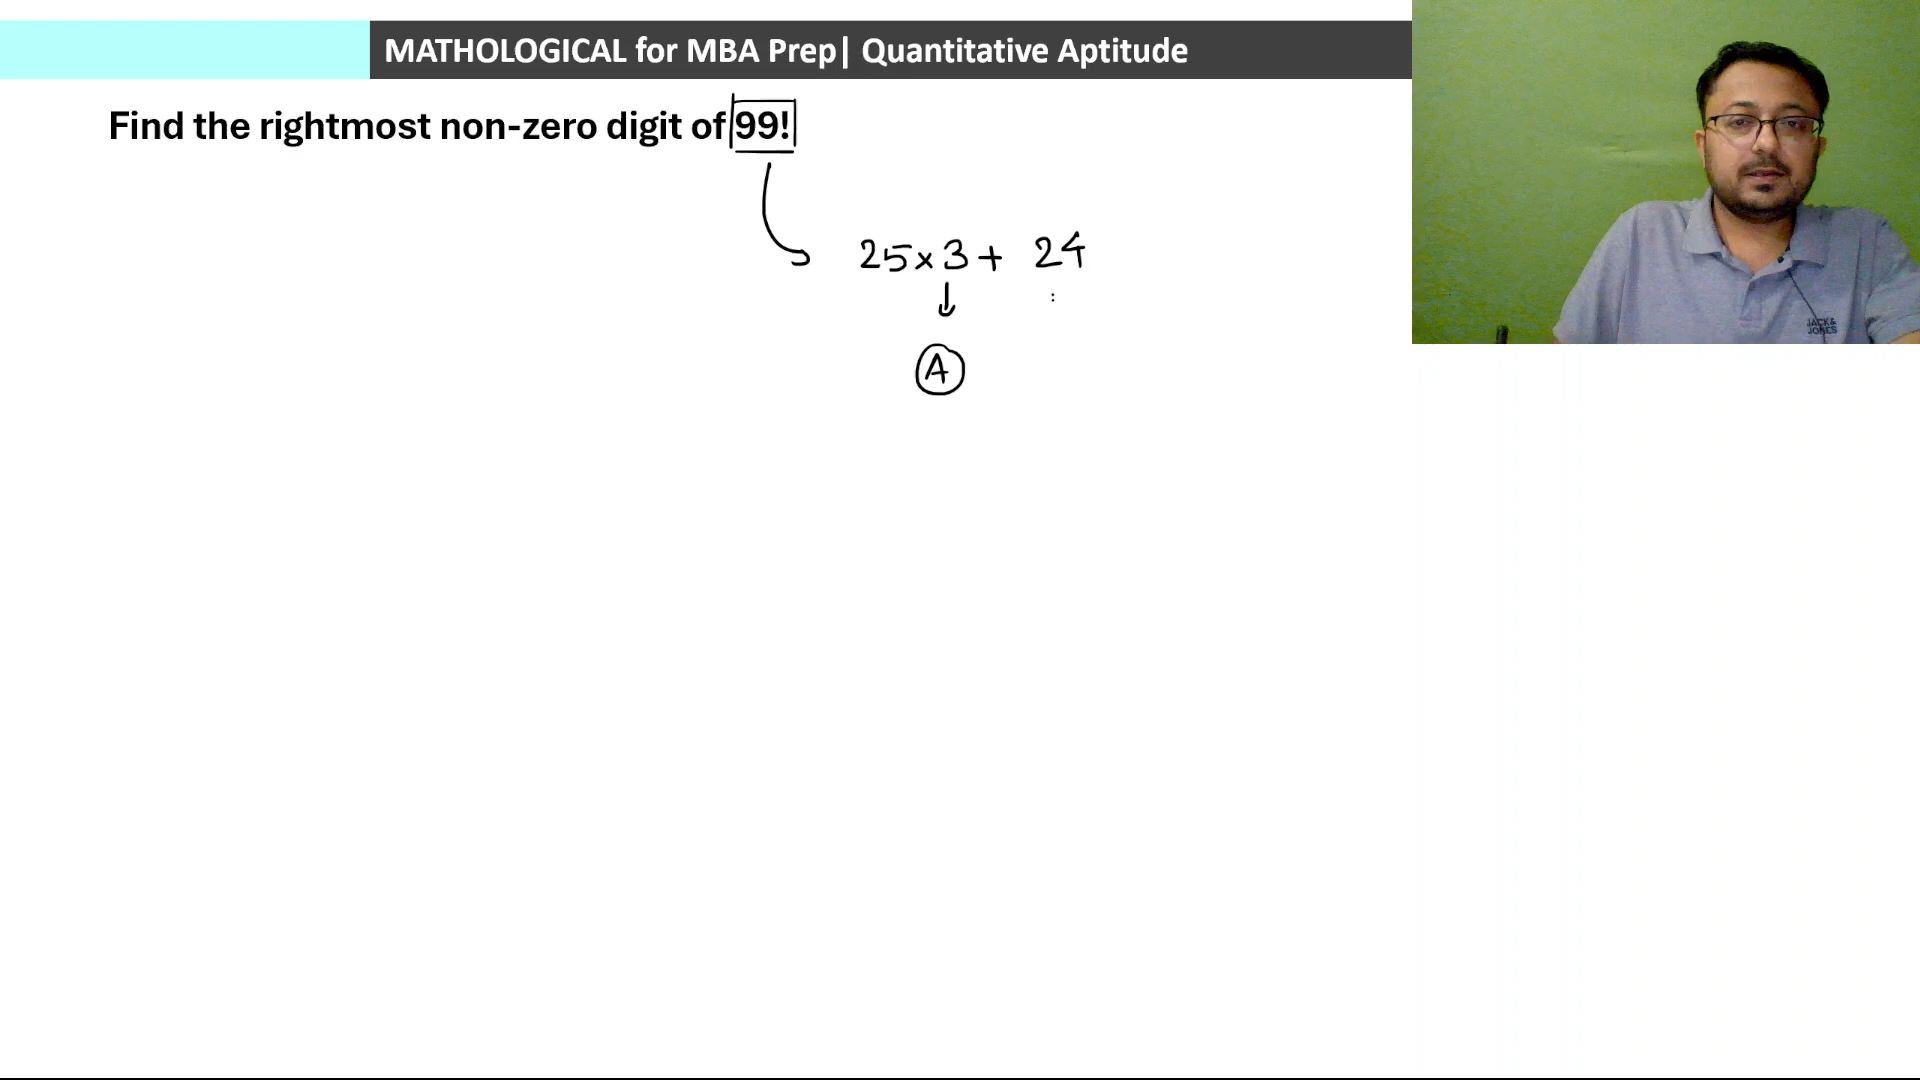 MATHOLOGICAL for MBA Prep| Quantitative Aptitude
Find the rightmost non-zero digit of 99!
25×3+ 24
A
JACK&
JONES